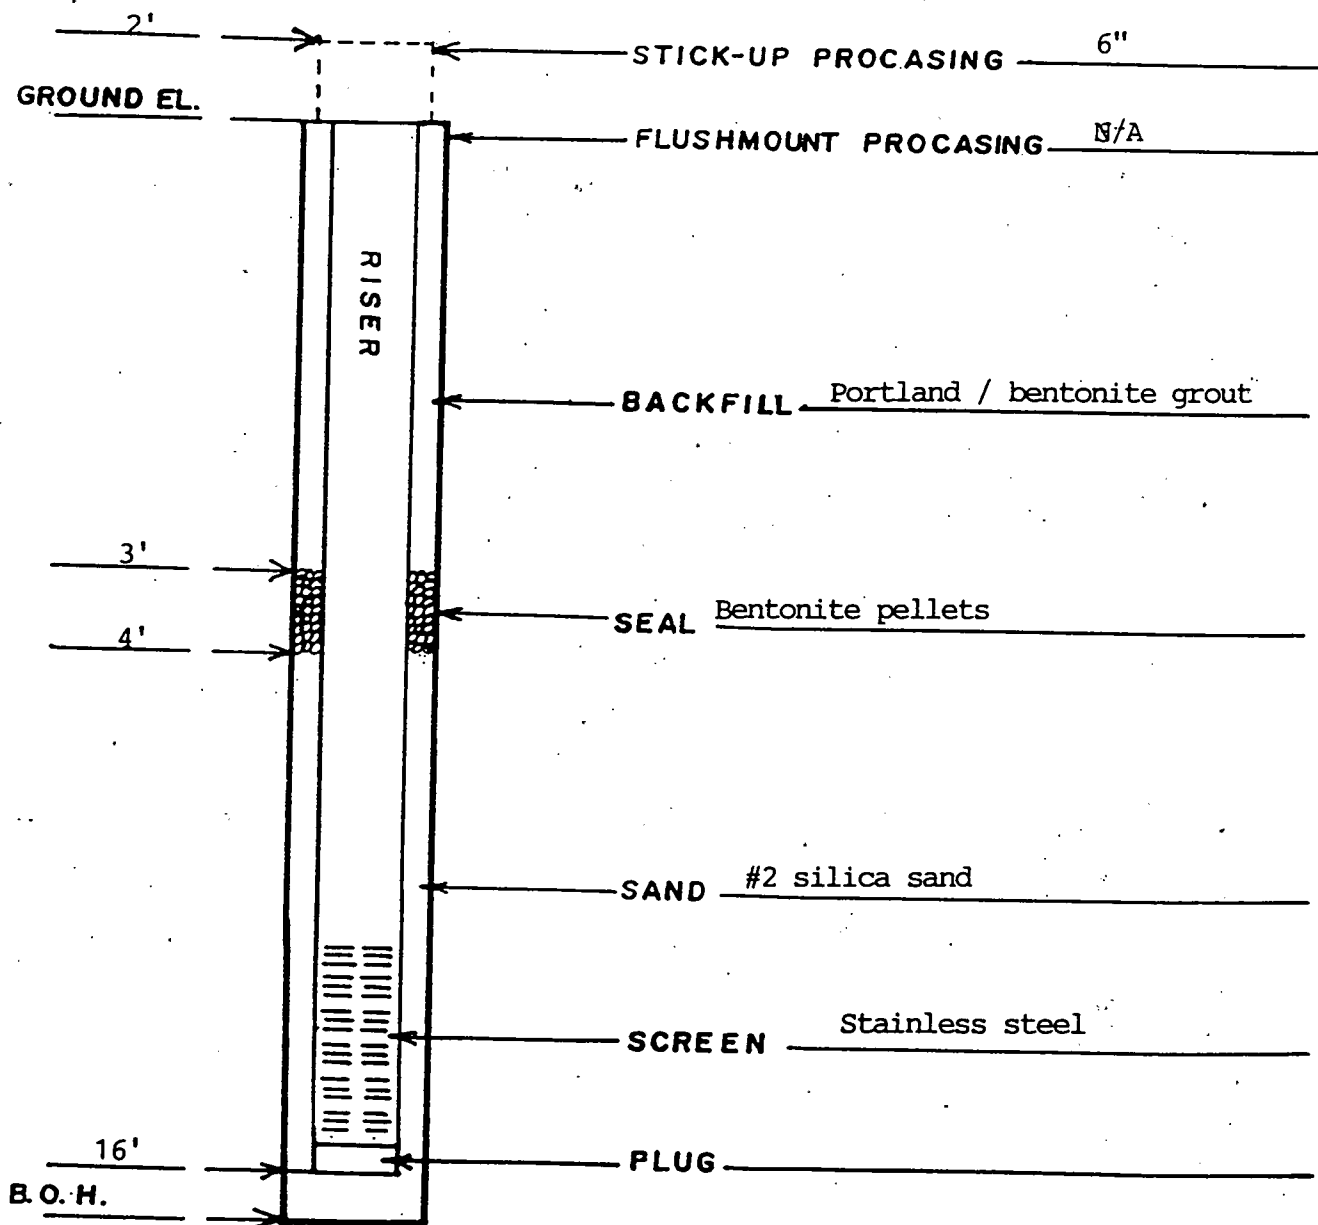 2'
STICK-UP PROCASING 6"
GROUND EL.
FLUSHMOUNT PROCASING N/A
RISER
BACKFILL Portland / bentonite grout
3'
SEAL Bentonite pellets
4'
SAND #2 silica sand
SCREEN Stainless steel
16'
PLUG
B.O.H.